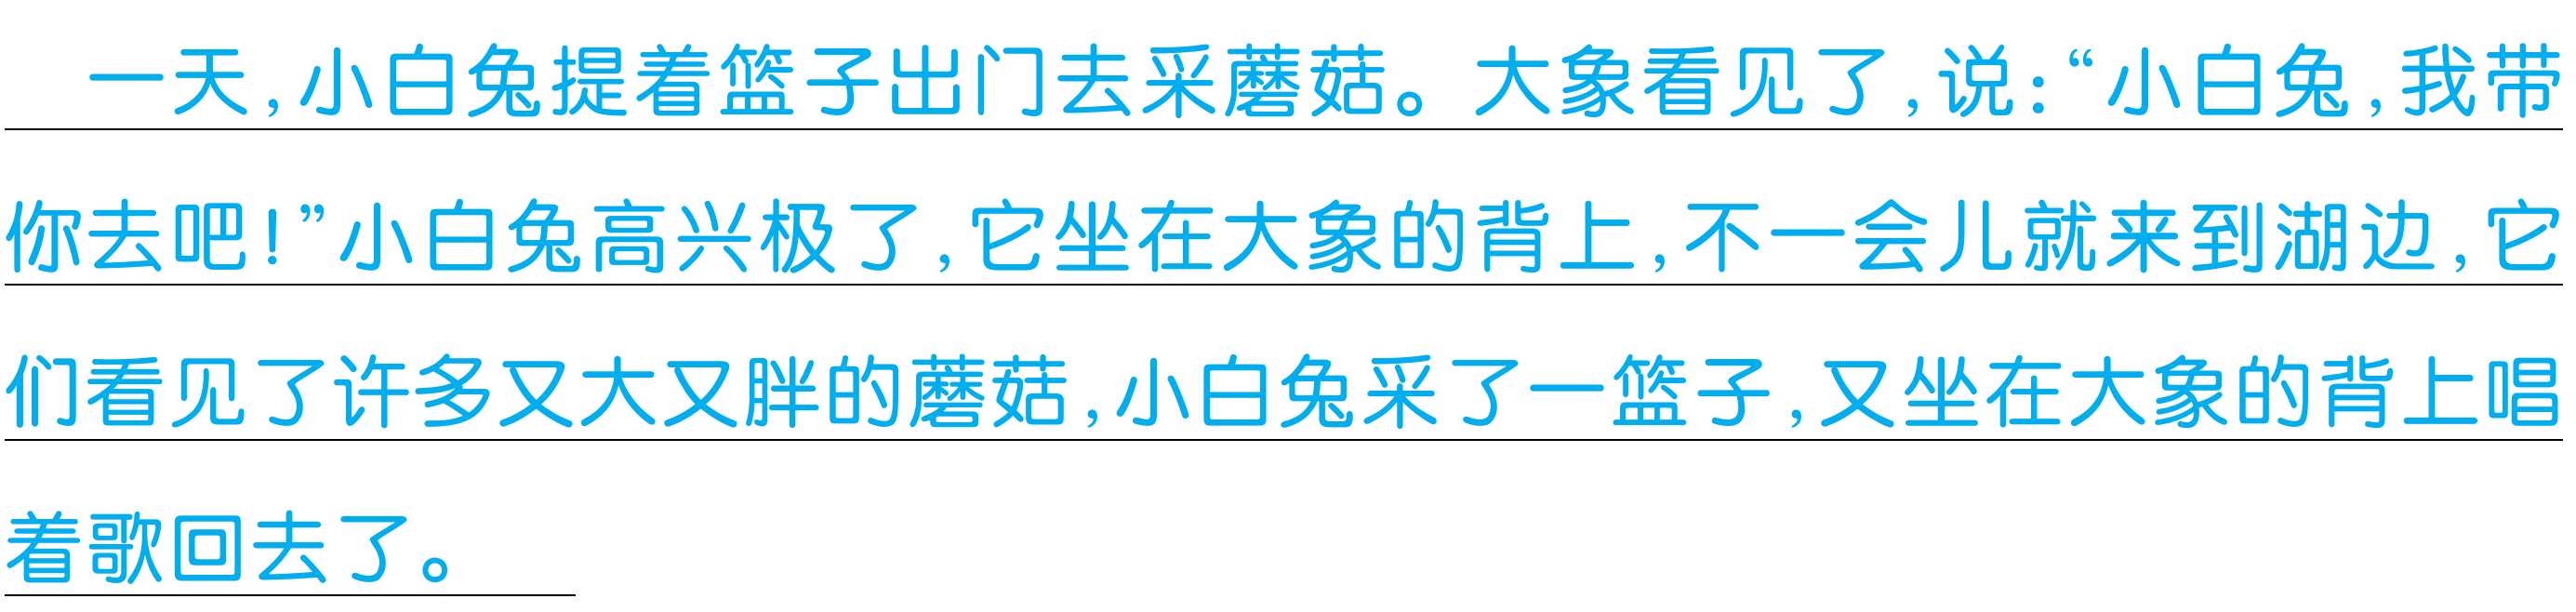 一天,小白兔提着篮子出门去采蘑菇。大象看见了,说:“小白兔,我带
你去吧!”小白兔高兴极了,它坐在大象的背上,不一会儿就来到湖边,它
们看见了许多又大又胖的蘑菇,小白兔采了一篮子,又坐在大象的背上唱
着歌回去了。